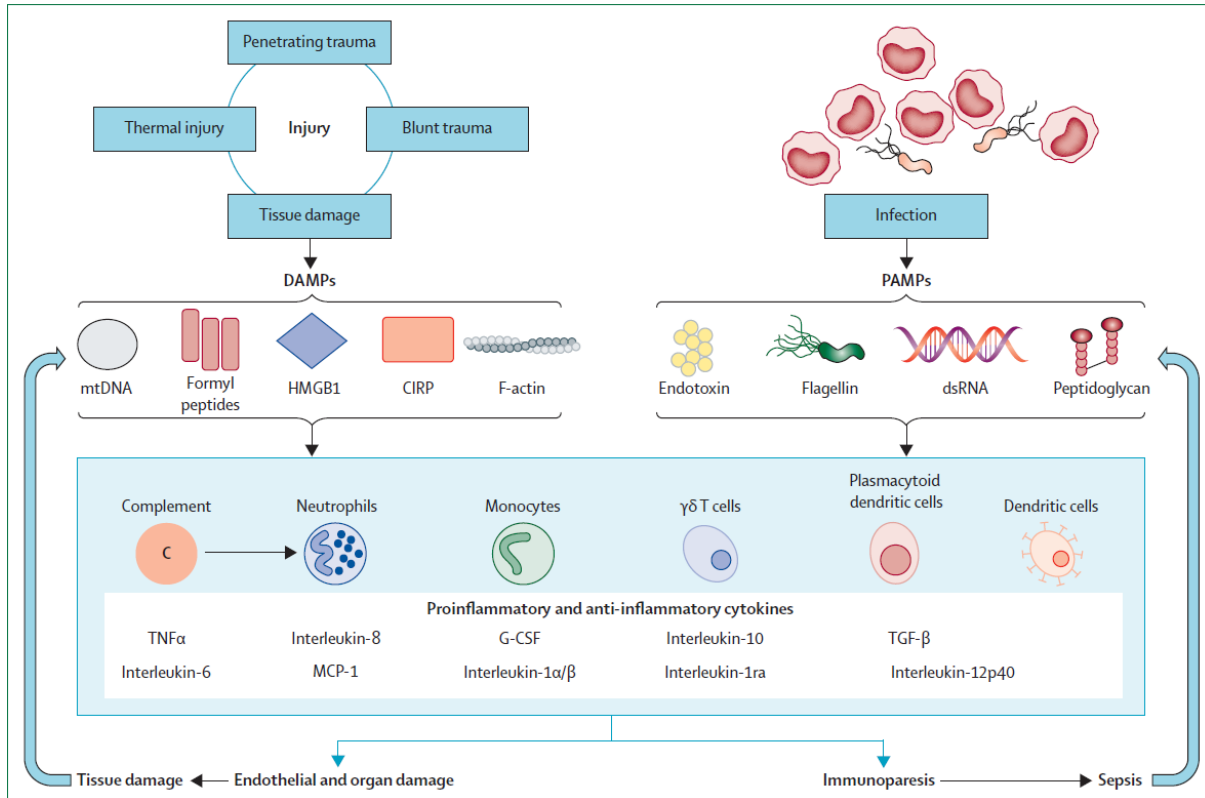 Penetrating trauma
Thermal injury
Injury
Blunt trauma
Tissue damage
Infection
DAMPs
PAMPs
mtDNA
Formyl
peptides
HMGB1
CIRP
F-actin
Endotoxin
Flagellin
dsRNA
Peptidoglycan
Complement
Neutrophils
Monocytes
γδ T cells
Plasmacytoid
dendritic cells
Dendritic cells
C
Proinflammatory and anti-inflammatory cytokines
TNFα
Interleukin-8
G-CSF
Interleukin-10
TGF-β
Interleukin-6
MCP-1
Interleukin-1α/β
Interleukin-1ra
Interleukin-12p40
Tissue damage
Endothelial and organ damage
Immunoparesis
Sepsis